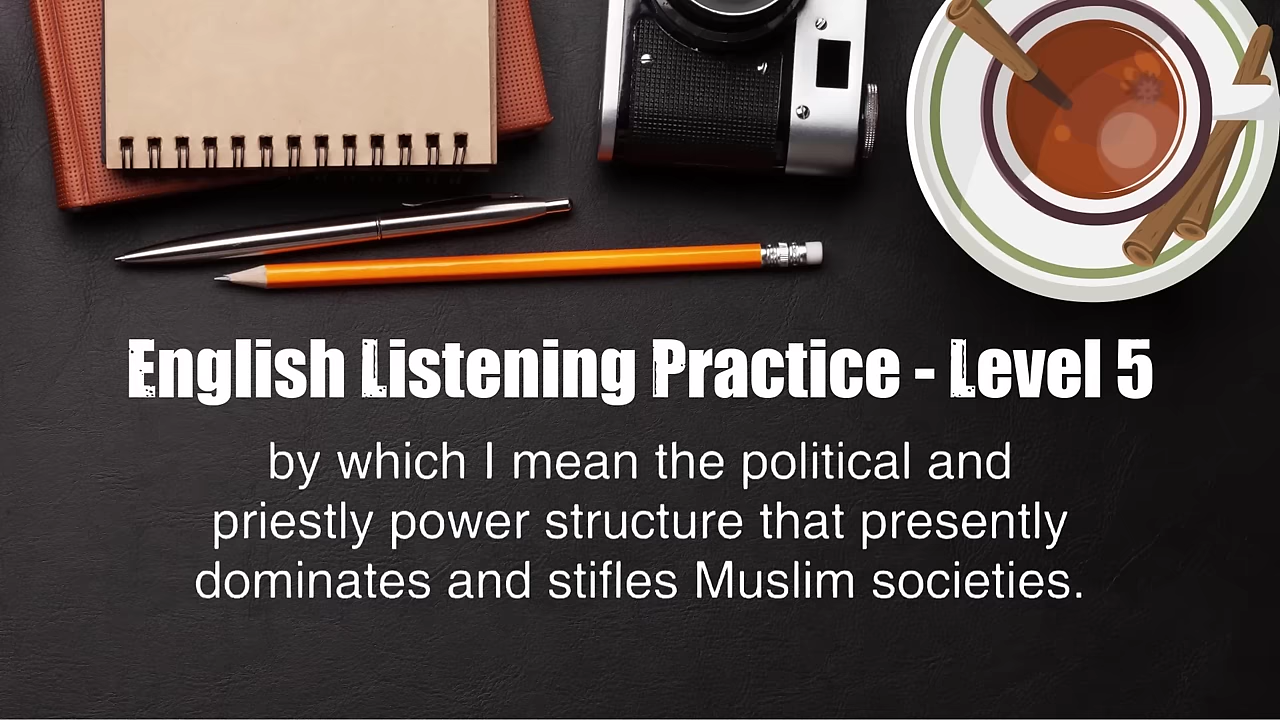 English Listening Practice - Level 5
by which I mean the political and
priestly power structure that presently
dominates and stifles Muslim societies.